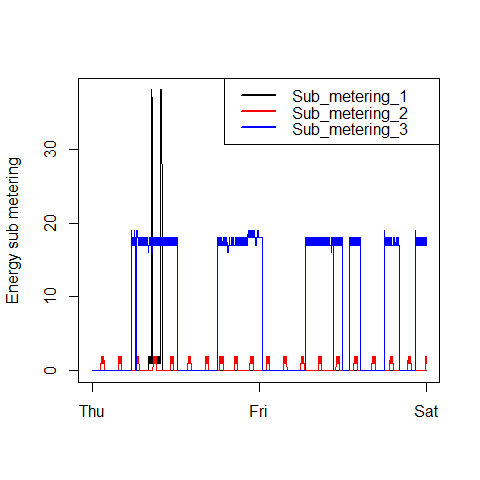 Sub_metering_1
Sub_metering_2
Sub_metering_3
Energy sub metering
30
20
10
0
Thu Fri Sat